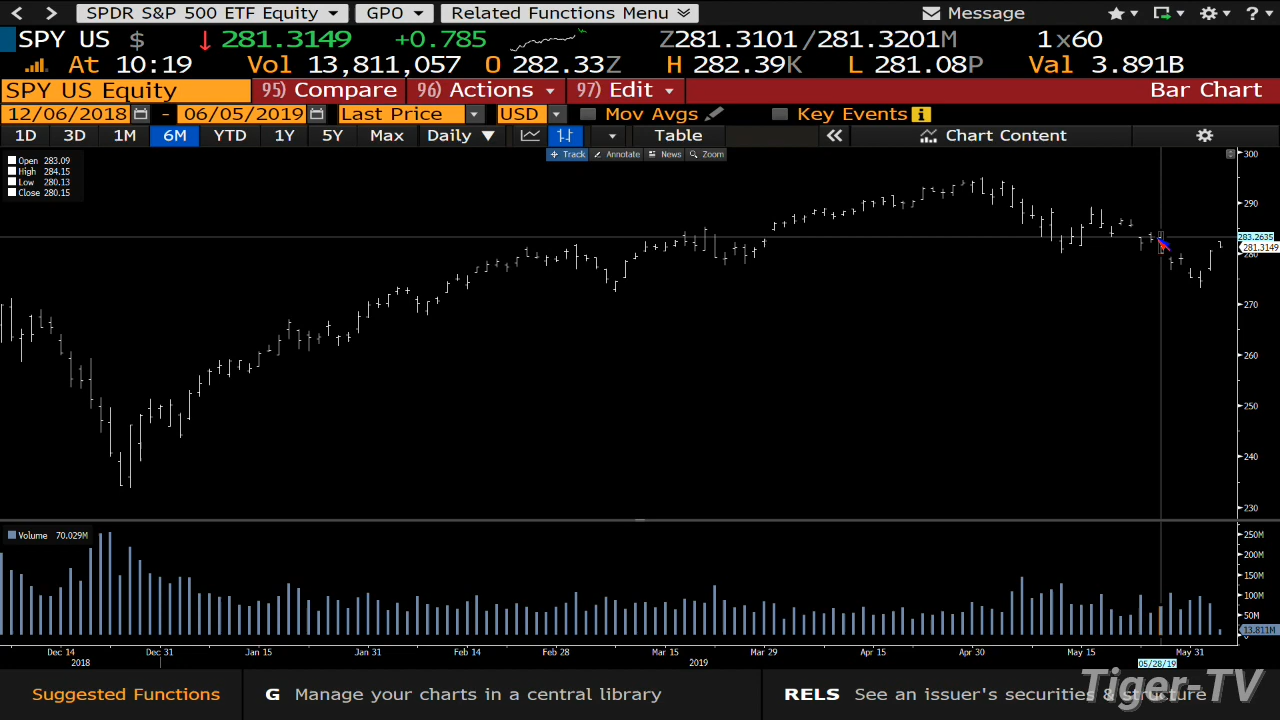 SPDR S&P 500 ETF Equity GPO Related Functions Menu Message ?
SPY US $ ↓ 281.3149 +0.785 Z281.3101/281.3201M 1x60
At 10:19 Vol 13,811,057 O 282.33Z H 282.39K L 281.08P Val 3.891B
SPY US Equity 95) Compare 96) Actions 97) Edit Bar Chart
12/06/2018 - 06/05/2019 Last Price USD Mov Avgs Key Events i
1D 3D 1M 6M YTD 1Y 5Y Max Daily ▼ Table Chart Content
Track Annotate News Zoom
Open 283.09
High 284.15
Low 280.13
Close 280.15
300
290
283.2635
281.3149
280
270
260
250
240
230
Volume 70.029M
250M
200M
150M
100M
50M
13.811M
0
Dec 14 Dec 31 Jan 15 Jan 31 Feb 14 Feb 28 Mar 15 Mar 29 Apr 15 Apr 30 May 15 May 31
2018 2019 05/28/19
Suggested Functions G Manage your charts in a central library RELS See an issuer's securities & structure
Tiger-TV